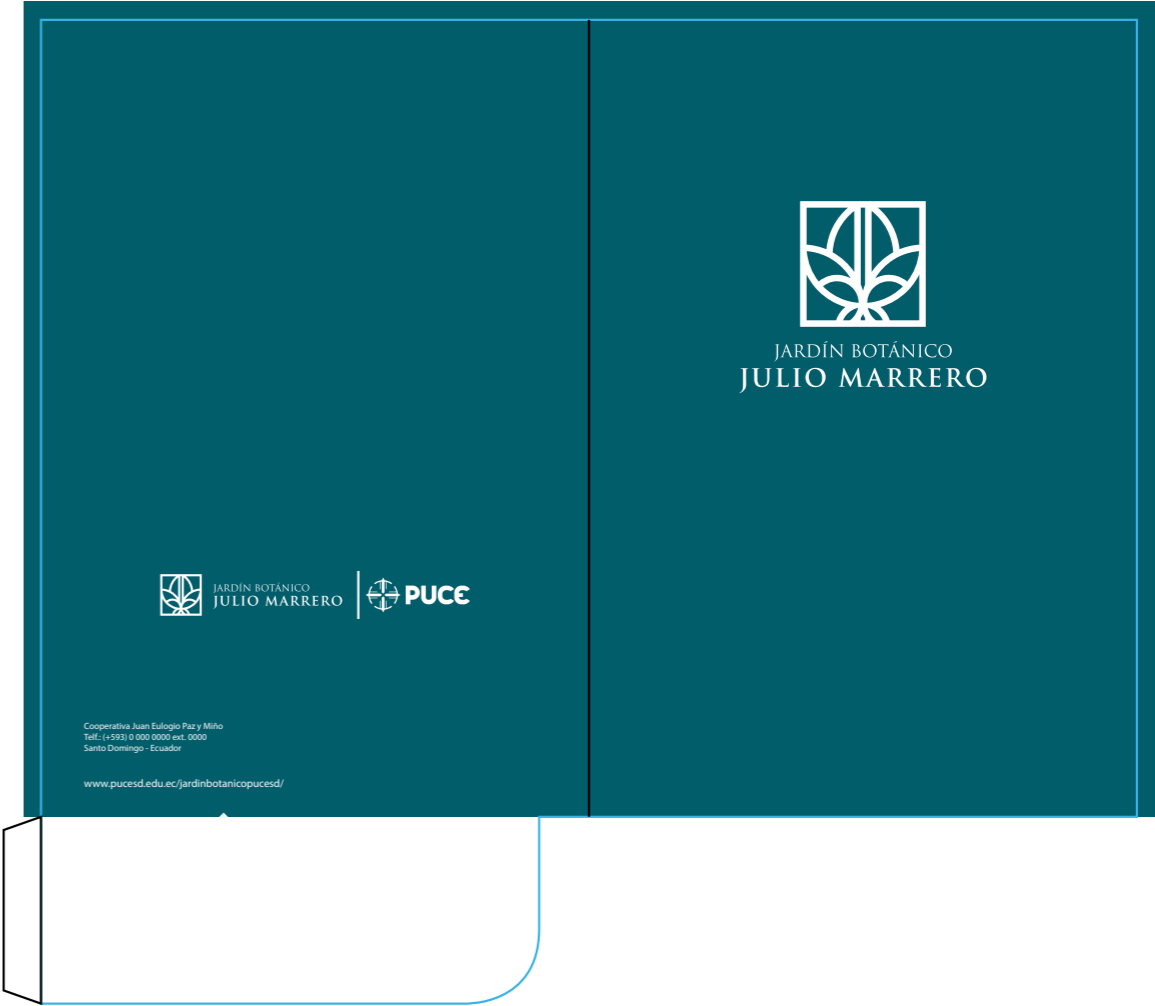 JARDÍN BOTÁNICO
JULIO MARRERO
JARDÍN BOTÁNICO
JULIO MARRERO
PUCE
Cooperativa Juan Eulogio Paz y Miño
Telf.: (+593) 0 000 0000 ext. 0000
Santo Domingo - Ecuador
www.pucesd.edu.ec/jardinbotanicopucesd/